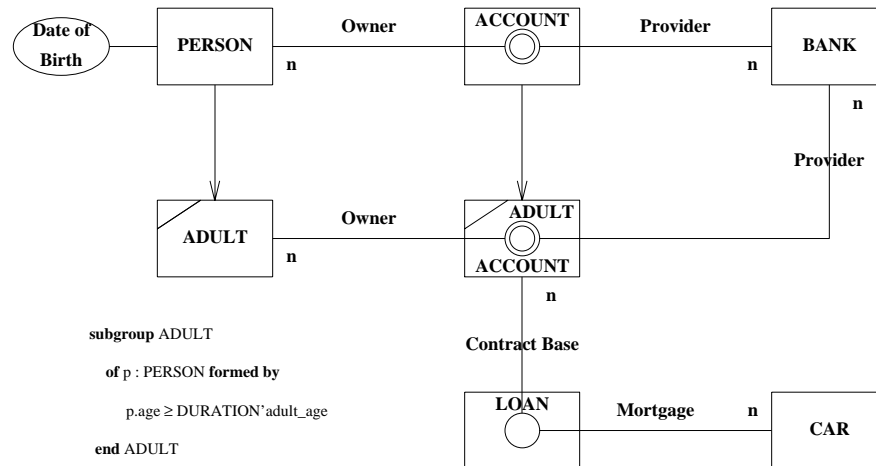 Date of
Birth
PERSON
Owner
n
ACCOUNT
Provider
n
BANK
n
Provider
ADULT
Owner
n
ADULT
ACCOUNT
n
Contract Base
subgroup ADULT
of p : PERSON formed by
p.age ≥ DURATION'adult_age
end ADULT
LOAN
Mortgage
n
CAR